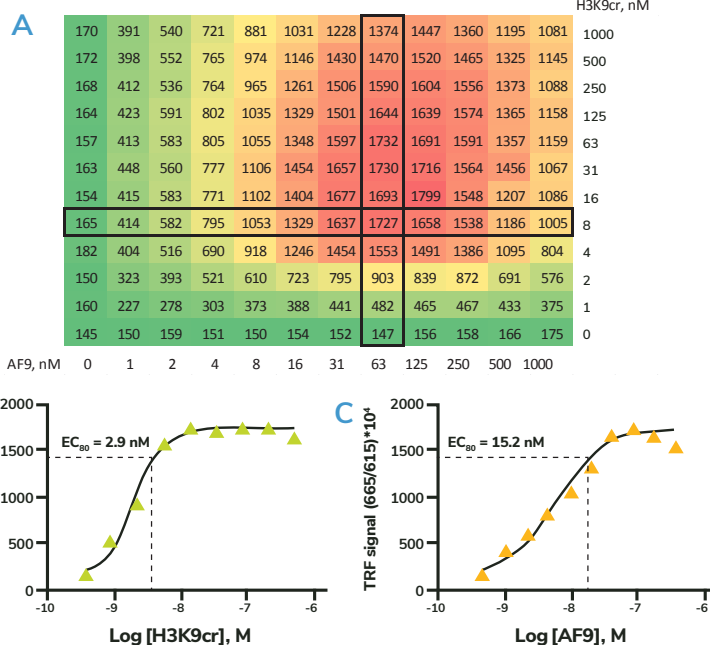 H3K9cr, nM
A
170 391 540 721 881 1031 1228 1374 1447 1360 1195 1081 1000
172 398 552 765 974 1146 1430 1470 1520 1465 1325 1145 500
168 412 536 764 965 1261 1506 1590 1604 1556 1373 1088 250
164 423 591 802 1035 1329 1501 1644 1639 1574 1365 1158 125
157 413 583 805 1055 1348 1597 1732 1691 1591 1357 1159 63
163 448 560 777 1106 1454 1657 1730 1716 1564 1456 1067 31
154 415 583 771 1102 1404 1677 1693 1799 1548 1207 1086 16
165 414 582 795 1053 1329 1637 1727 1658 1538 1186 1005 8
182 404 516 690 918 1246 1454 1553 1491 1386 1095 804 4
150 323 393 521 610 723 795 903 839 872 691 576 2
160 227 278 303 373 388 441 482 465 467 433 375 1
145 150 159 151 150 154 152 147 156 158 166 175 0
AF9, nM 0 1 2 4 8 16 31 63 125 250 500 1000
2000
1500
1000
500
0
EC80 = 2.9 nM
-10 -9 -8 -7 -6
Log [H3K9cr], M
C
TRF signal (665/615)*10⁴
2000
1500
1000
500
0
EC80 = 15.2 nM
-10 -9 -8 -7 -6
Log [AF9], M